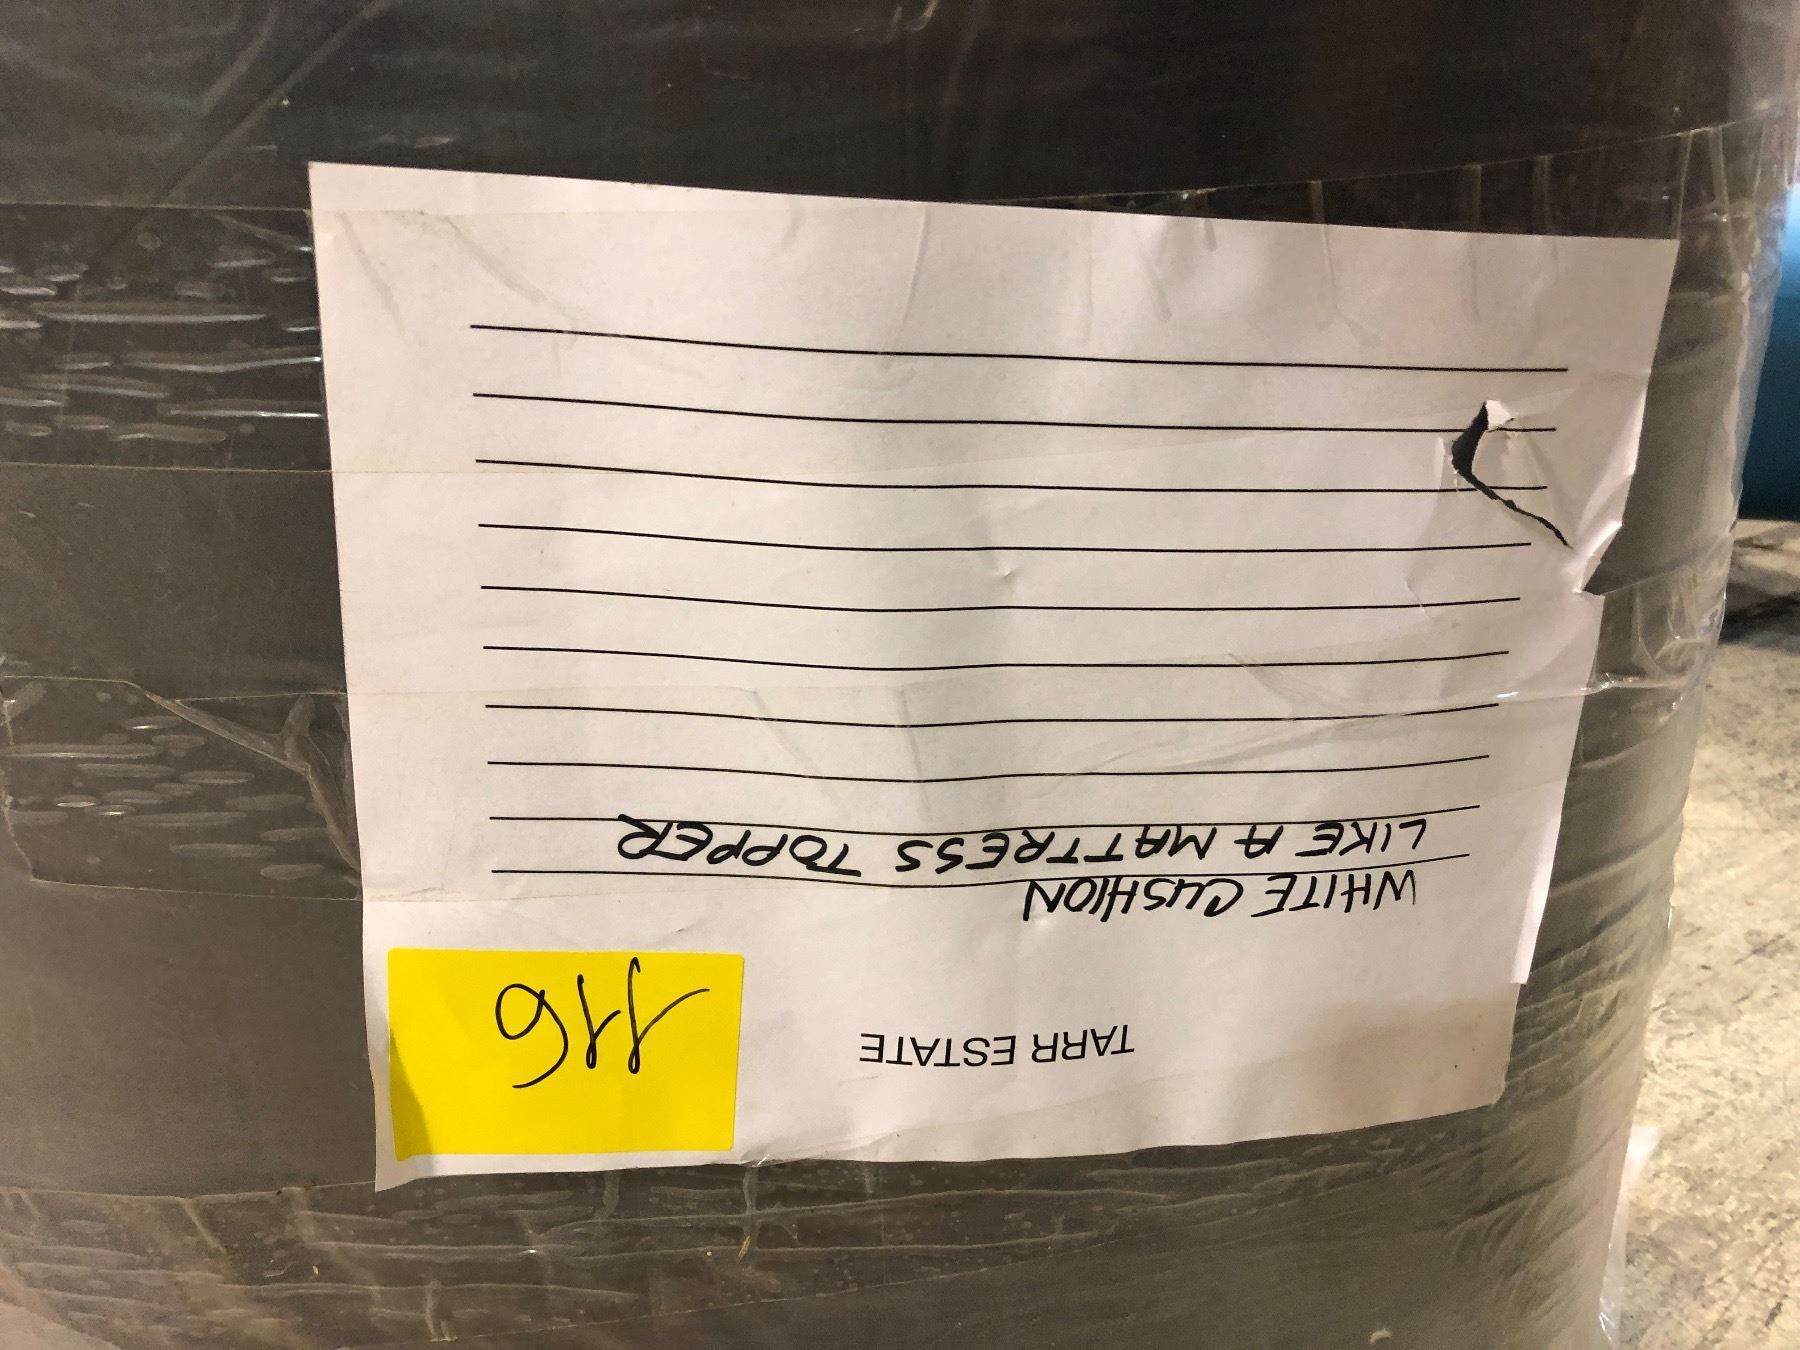 TARR ESTATE
116
WHITE CUSHION
LIKE A MATTRESS TOPPER